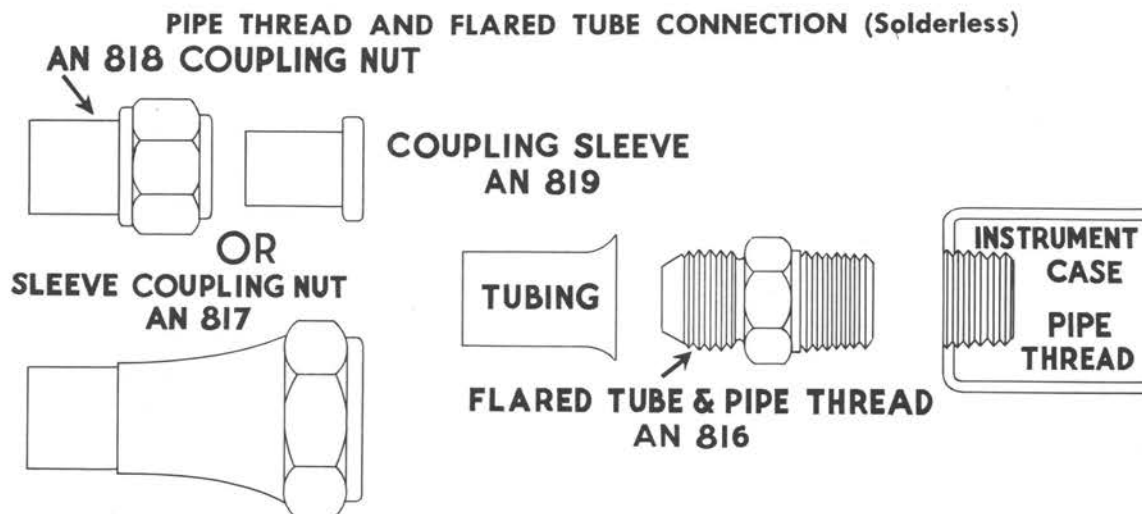 PIPE THREAD AND FLARED TUBE CONNECTION (Solderless)
AN 818 COUPLING NUT
COUPLING SLEEVE
AN 819
OR
SLEEVE COUPLING NUT
AN 817
TUBING
FLARED TUBE & PIPE THREAD
AN 816
INSTRUMENT
CASE
PIPE
THREAD